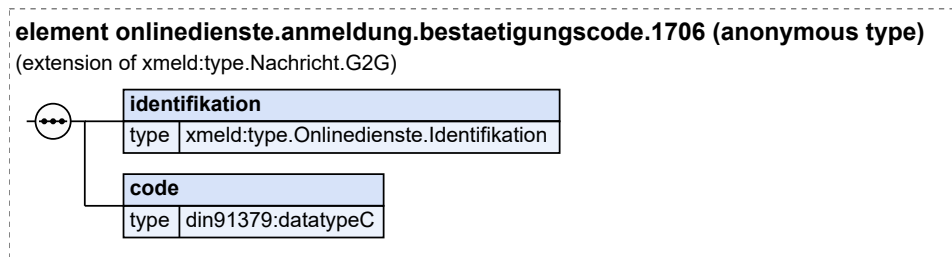 element onlinedienste.anmeldung.bestaetigungscode.1706 (anonymous type)
(extension of xmeld:type.Nachricht.G2G)
identifikation
type xmeld:type.Onlinedienste.Identifikation
code
type din91379:datatypeC